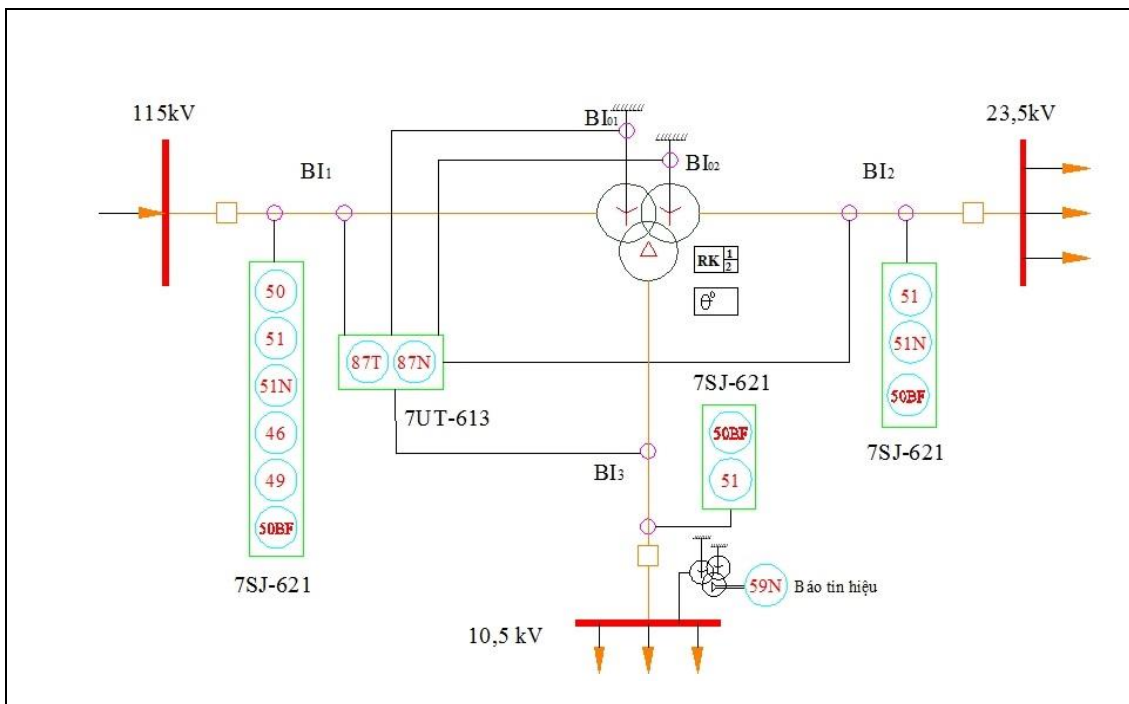 115kV
BI1
50
51
51N
46
49
50BF
7SJ-621
87T
87N
7UT-613
BI01
BI02
RK 1/2
θ⁰
BI2
23,5kV
51
51N
50BF
7SJ-621
7SJ-621
50BF
51
BI3
59N
Báo tín hiệu
10,5 kV